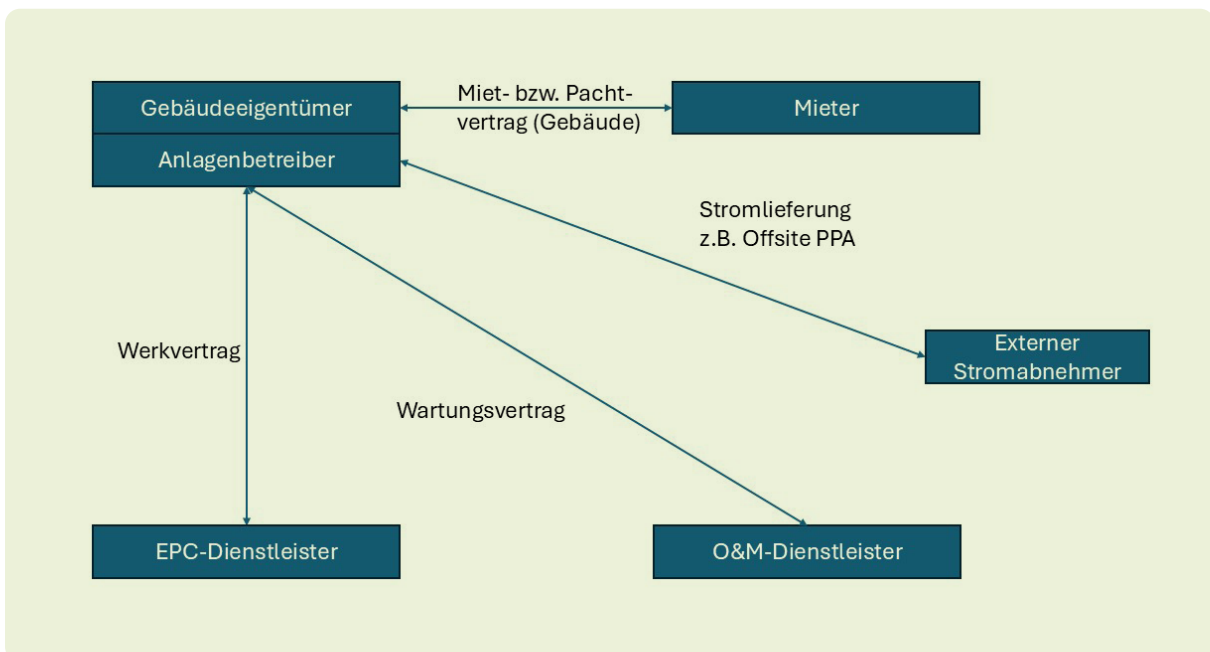 Gebäudeeigentümer
Miet- bzw. Pacht-
vertrag (Gebäude)
Mieter
Anlagenbetreiber
Stromlieferung
z.B. Offsite PPA
Werkvertrag
Externer
Stromabnehmer
Wartungsvertrag
EPC-Dienstleister
O&M-Dienstleister